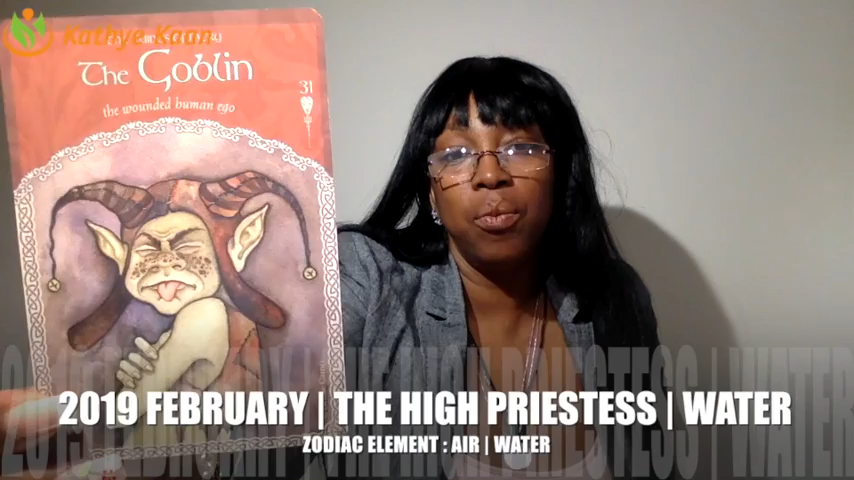 Kathye Kaan
The Goblin
31
the wounded human ego
2019 FEBRUARY | THE HIGH PRIESTESS | WATER
ZODIAC ELEMENT : AIR | WATER